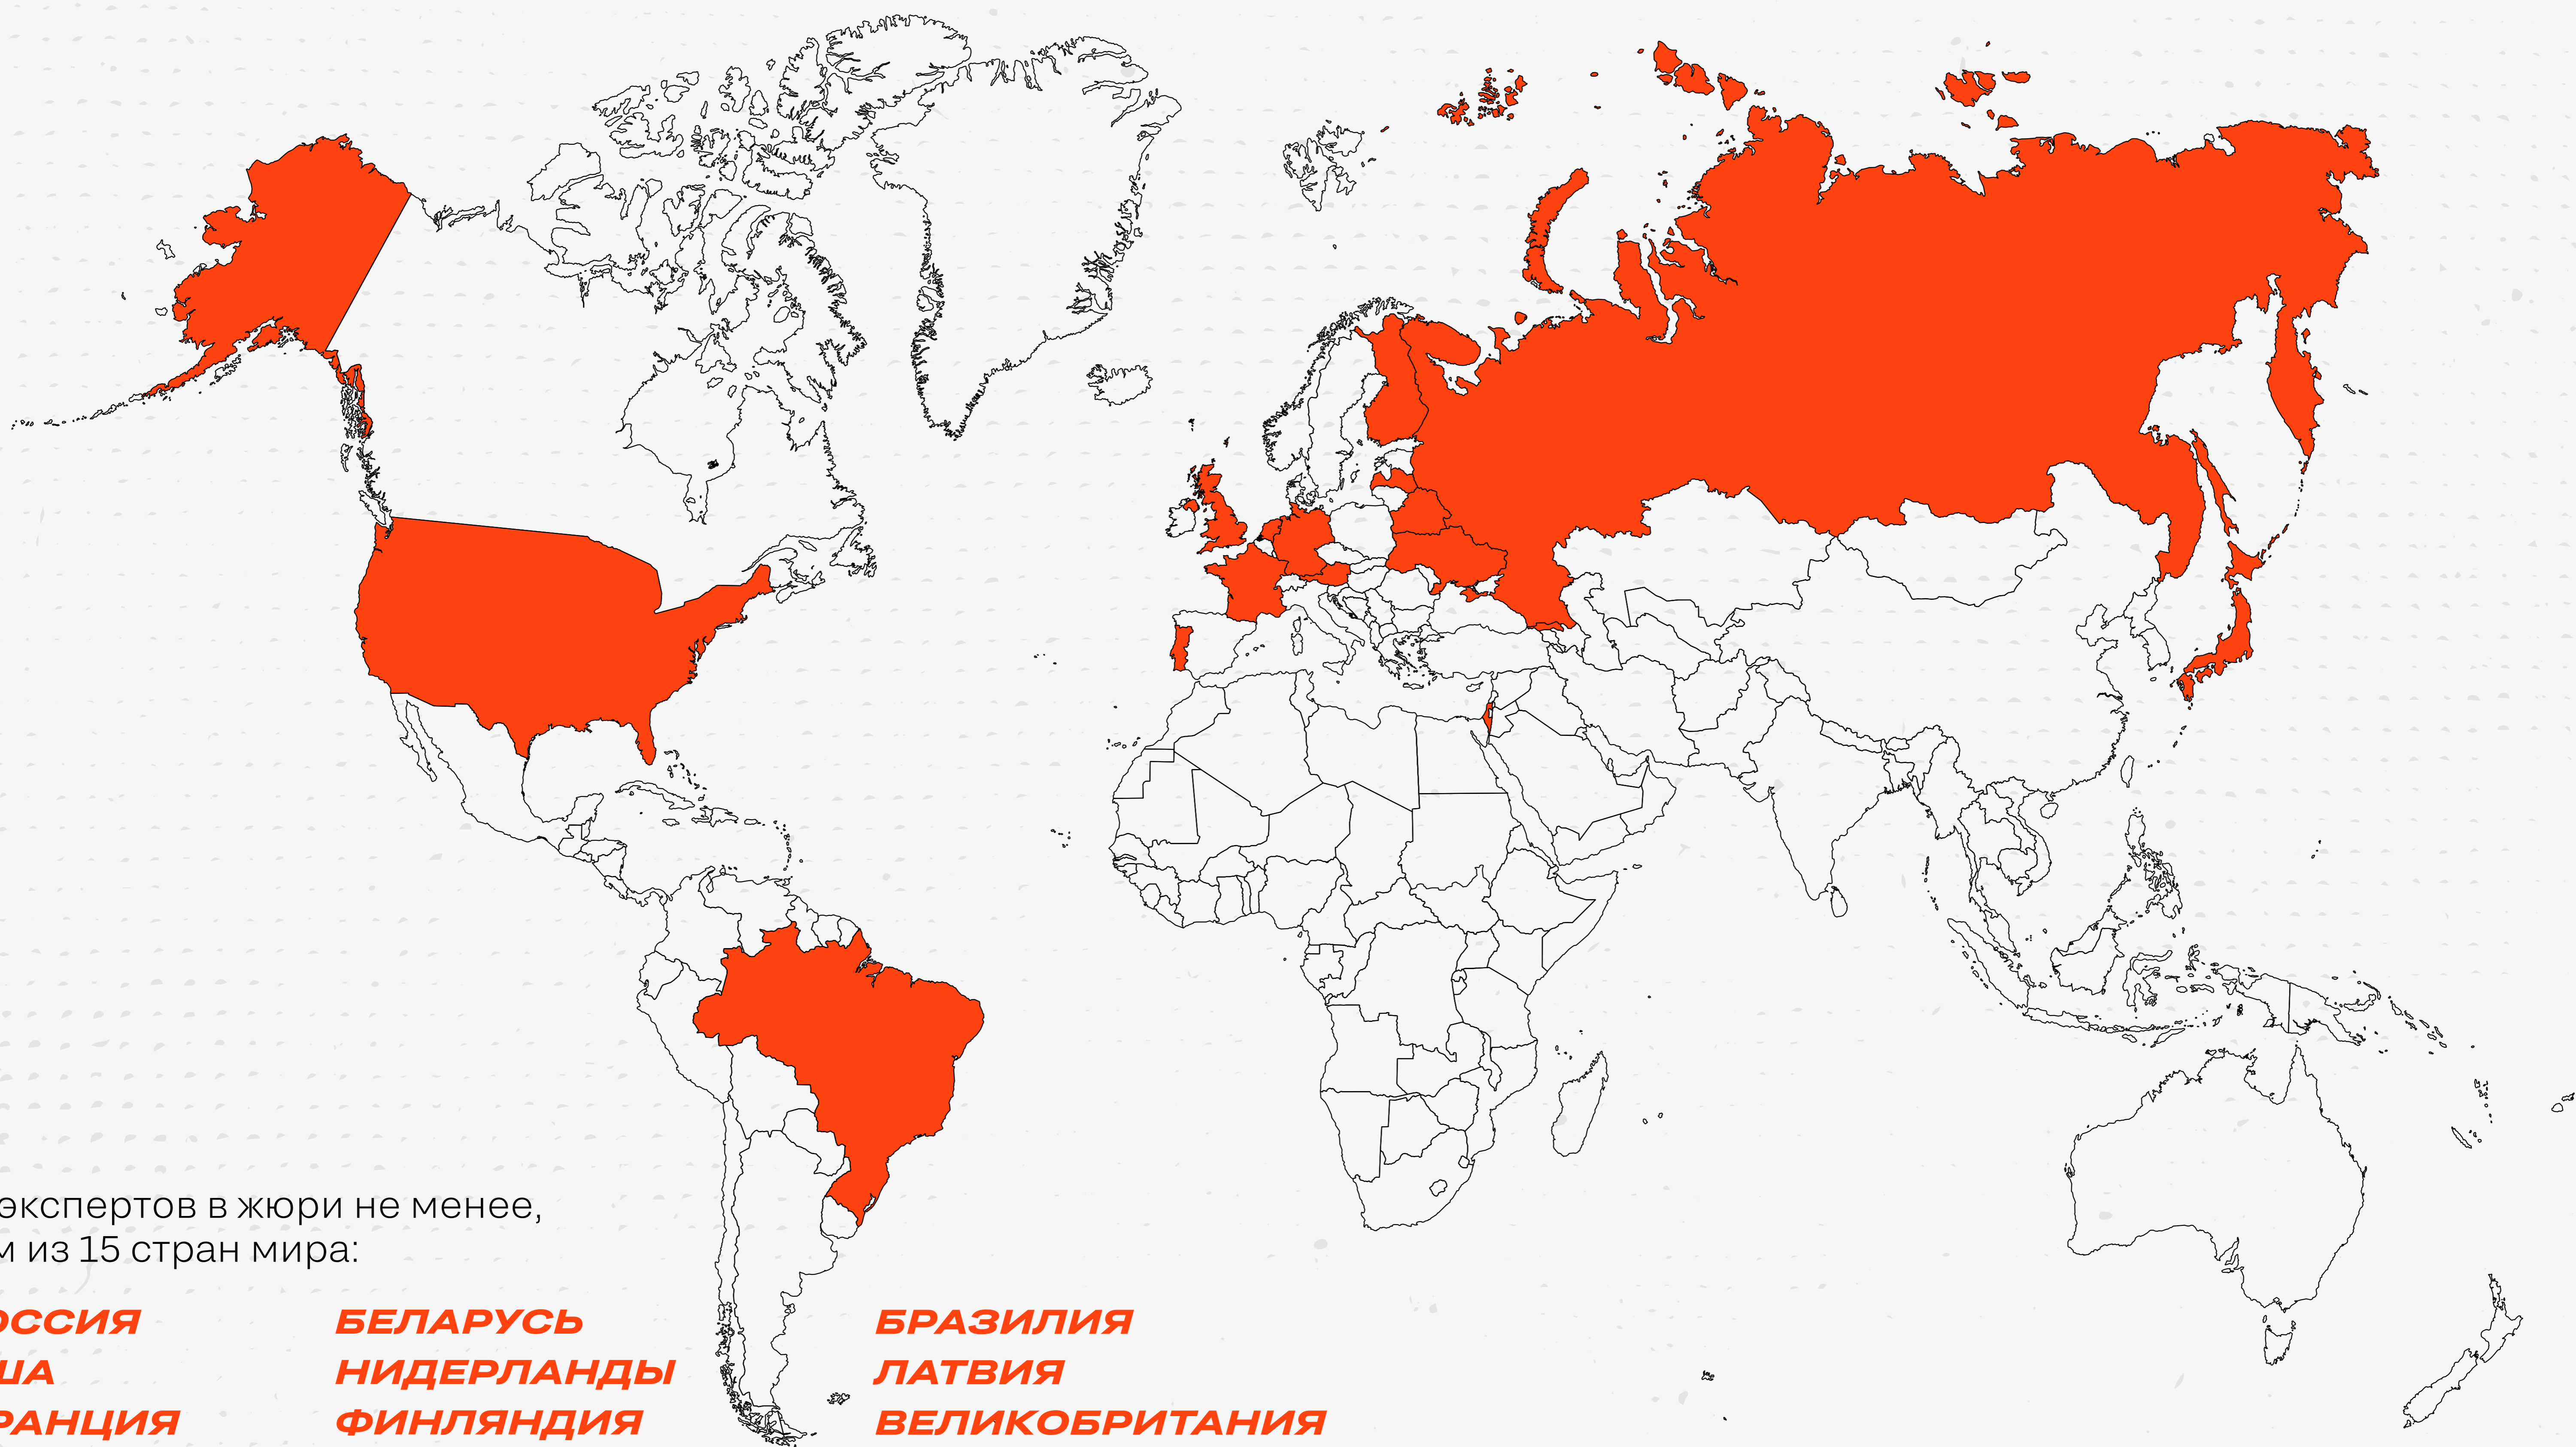 экспертов в жюри не менее,
м из 15 стран мира:
ОССИЯ
ША
РАНЦИЯ
БЕЛАРУСЬ
НИДЕРЛАНДЫ
ФИНЛЯНДИЯ
БРАЗИЛИЯ
ЛАТВИЯ
ВЕЛИКОБРИТАНИЯ